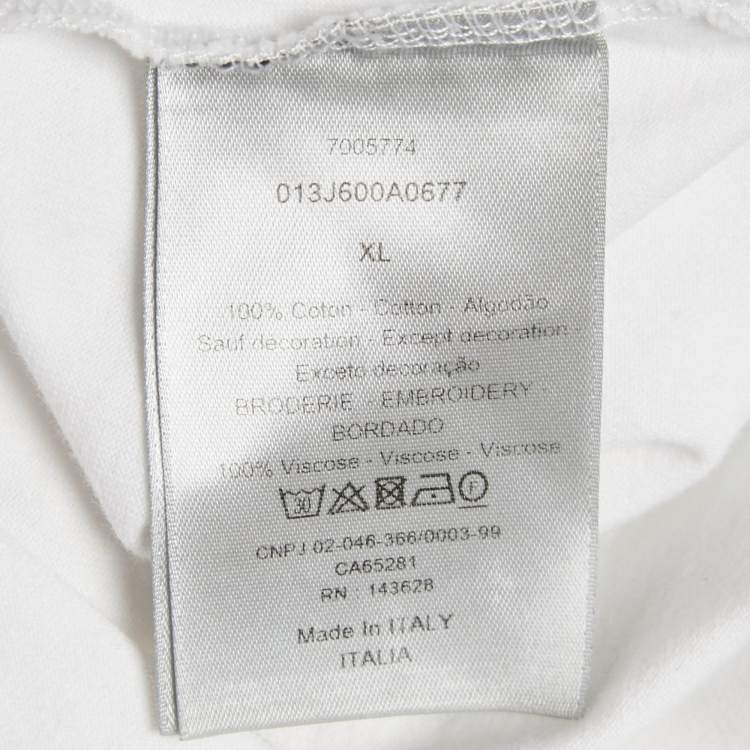 7005774
013J600A0677
XL
100% Coton - Cotton - Algodão
Sauf decoration - Except decoration -
Exceto decoração
BRODERIE - EMBROIDERY -
BORDADO
100% Viscose - Viscose - Viscose
30 F
CNPJ 02-046-366/0003-99
CA65281
RN : 143628
Made In ITALY
ITALIA